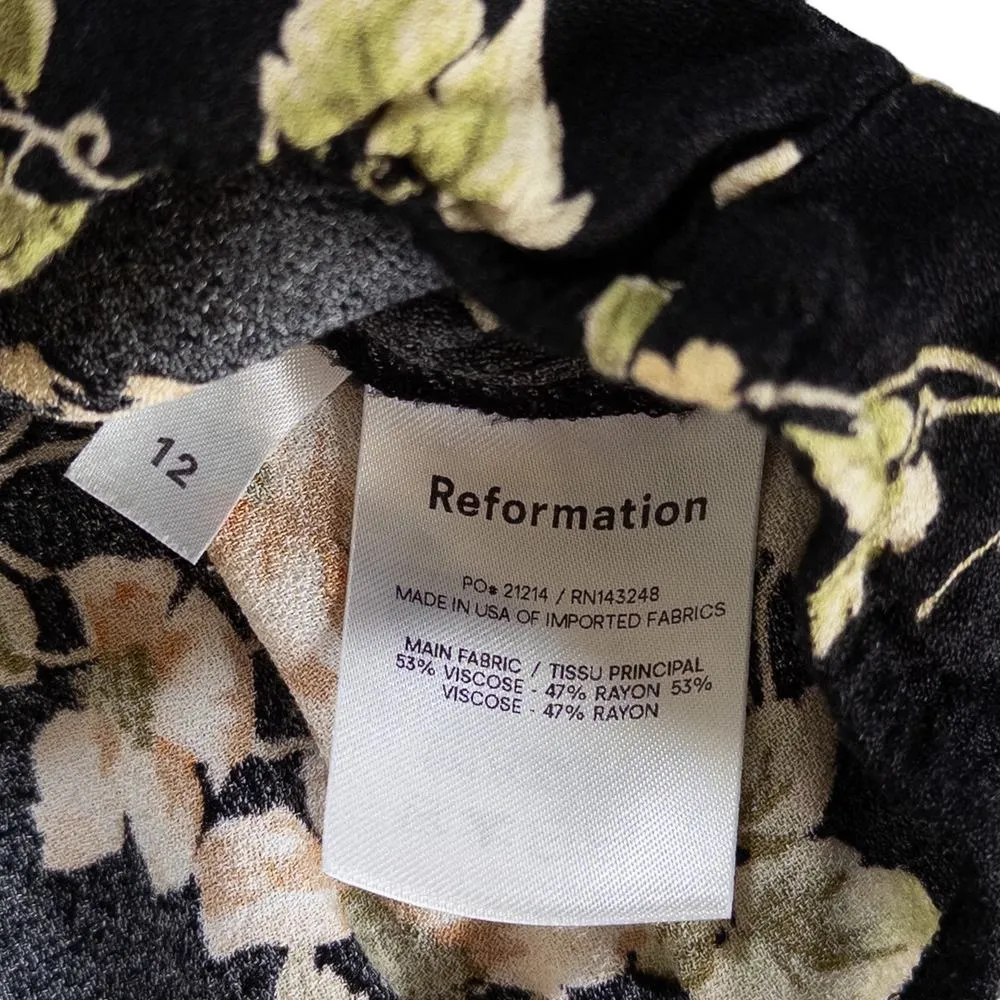 12
Reformation
PO# 21214 / RN143248
MADE IN USA OF IMPORTED FABRICS
MAIN FABRIC / TISSU PRINCIPAL
53% VISCOSE - 47% RAYON 53%
VISCOSE - 47% RAYON